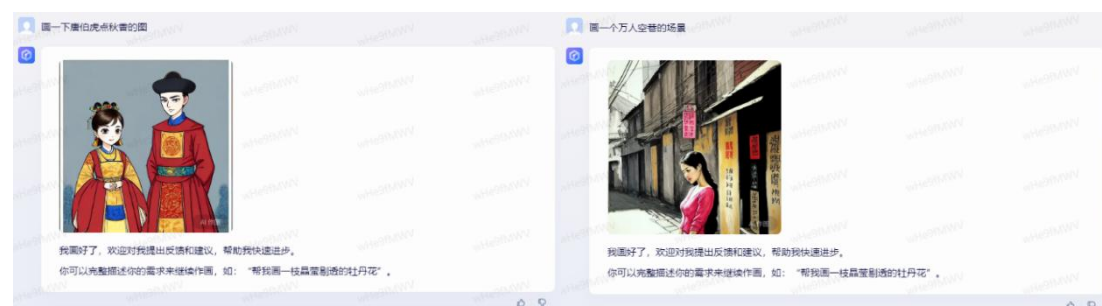 画一下唐伯虎点秋香的图
我画好了，欢迎对我提出反馈和建议，帮助我快速进步。
你可以完整描述你的需求来继续作画，如：“帮我画一枝晶莹剔透的牡丹花”。
画一个万人空巷的场景
我画好了，欢迎对我提出反馈和建议，帮助我快速进步。
你可以完整描述你的需求来继续作画，如：“帮我画一枝晶莹剔透的牡丹花”。